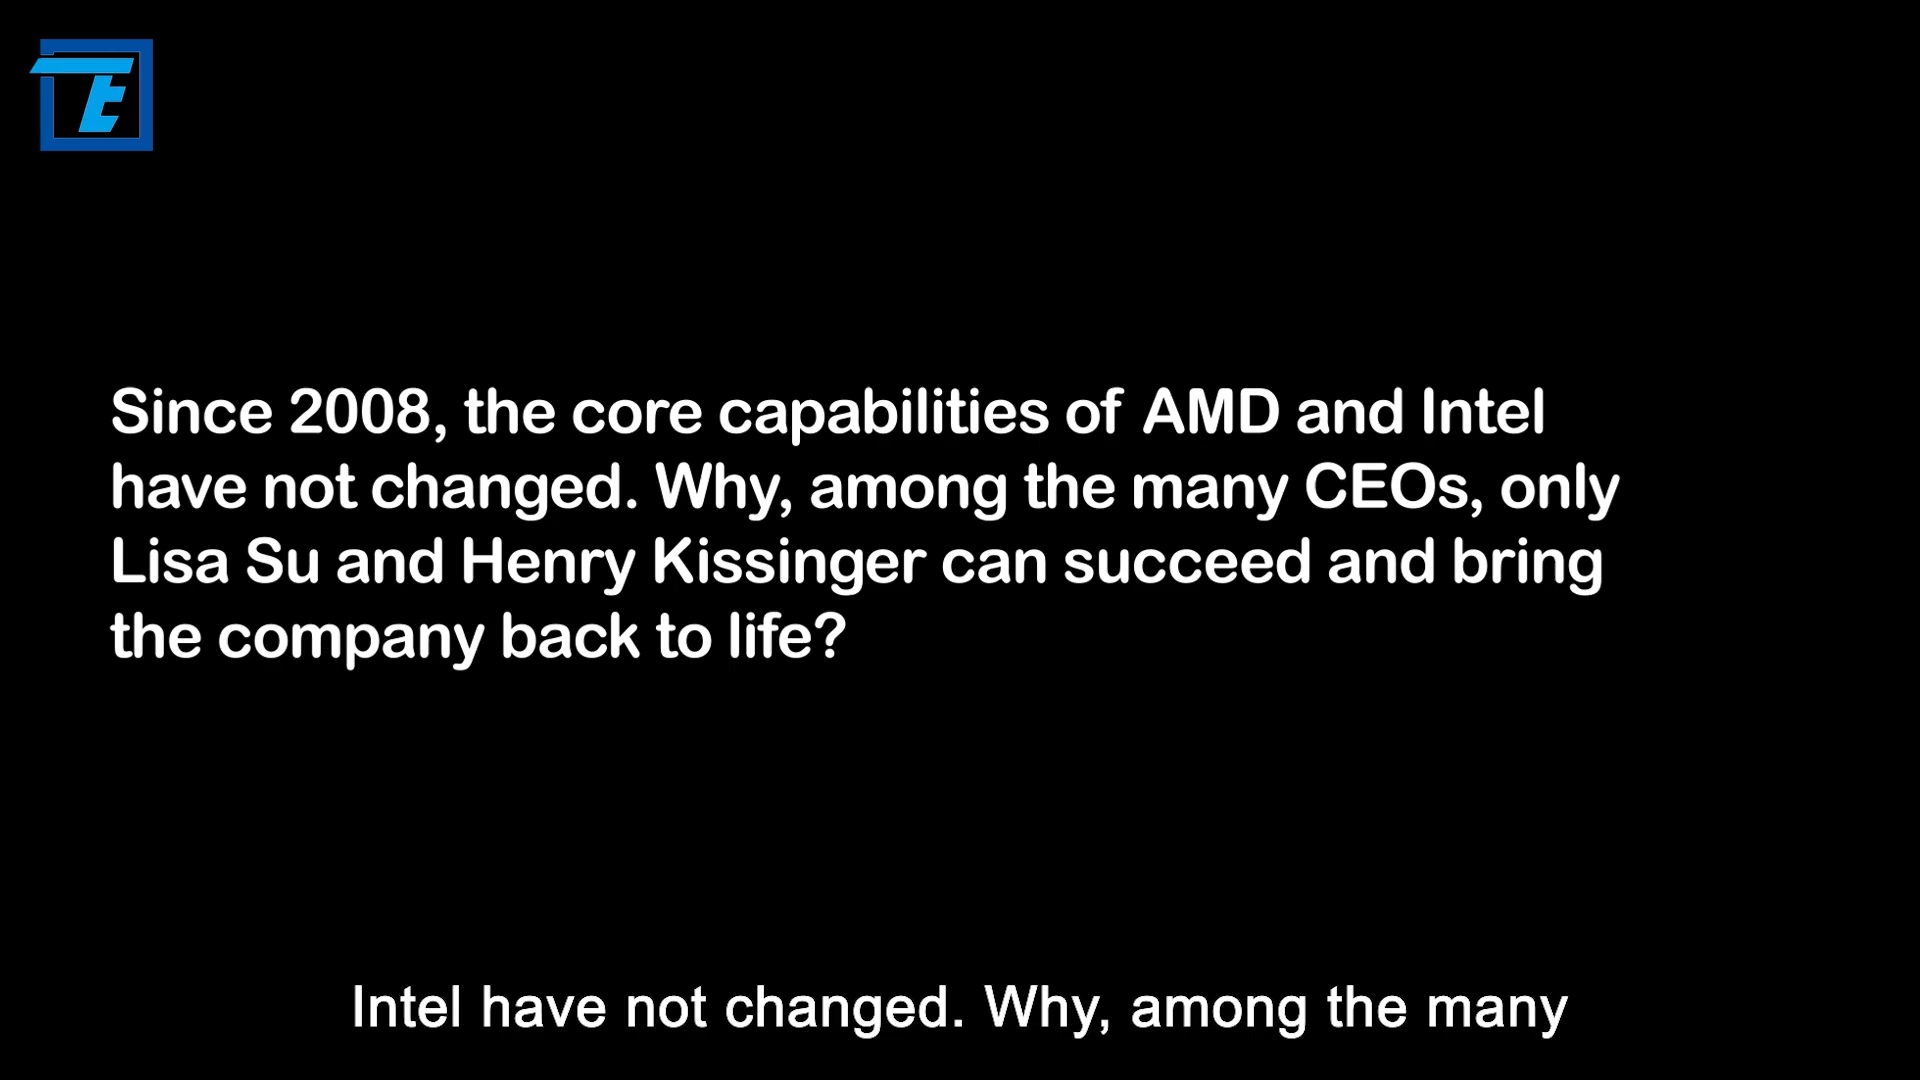 TE
Since 2008, the core capabilities of AMD and Intel
have not changed. Why, among the many CEOs, only
Lisa Su and Henry Kissinger can succeed and bring
the company back to life?
Intel have not changed. Why, among the many